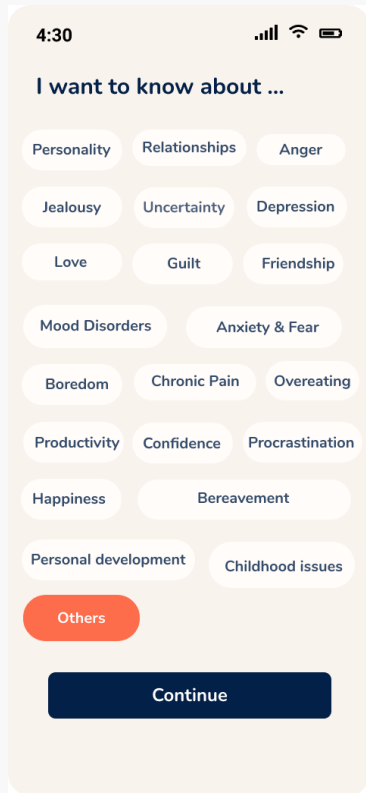 4:30
I want to know about ...
Personality Relationships Anger
Jealousy Uncertainty Depression
Love Guilt Friendship
Mood Disorders Anxiety & Fear
Boredom Chronic Pain Overeating
Productivity Confidence Procrastination
Happiness Bereavement
Personal development Childhood issues
Others
Continue